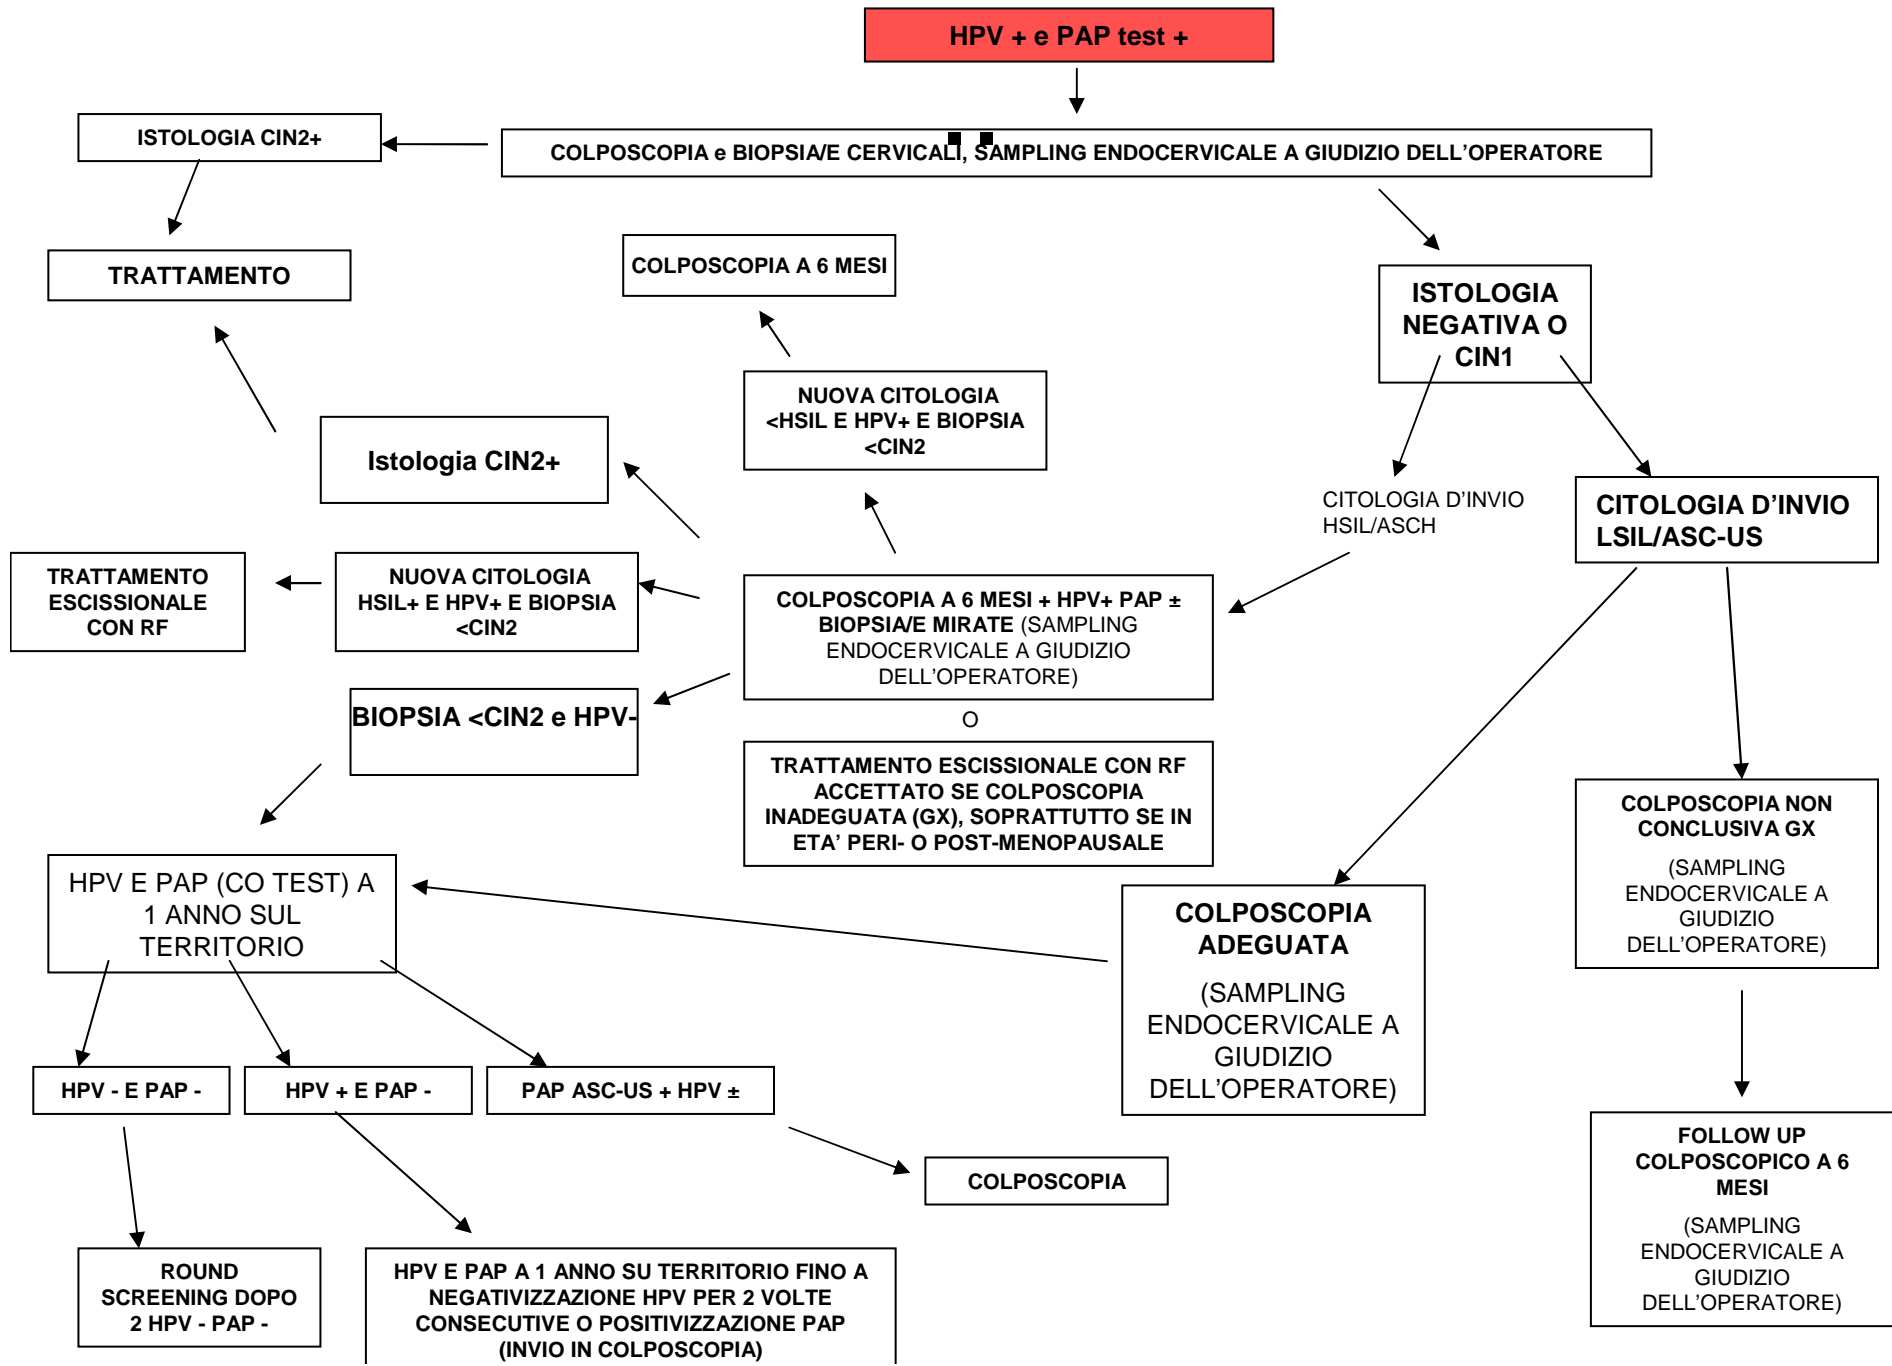 HPV + e PAP test +
ISTOLOGIA CIN2+
COLPOSCOPIA e BIOPSIA/E CERVICALI, SAMPLING ENDOCERVICALE A GIUDIZIO DELL'OPERATORE
TRATTAMENTO
COLPOSCOPIA A 6 MESI
ISTOLOGIA
NEGATIVA O
CIN1
NUOVA CITOLOGIA
<HSIL E HPV+ E BIOPSIA
<CIN2
Istologia CIN2+
CITOLOGIA D'INVIO
HSIL/ASCH
CITOLOGIA D'INVIO
LSIL/ASC-US
TRATTAMENTO
ESCISSIONALE
CON RF
NUOVA CITOLOGIA
HSIL+ E HPV+ E BIOPSIA
<CIN2
COLPOSCOPIA A 6 MESI + HPV+ PAP ±
BIOPSIA/E MIRATE (SAMPLING
ENDOCERVICALE A GIUDIZIO
DELL'OPERATORE)
BIOPSIA <CIN2 e HPV-
O
TRATTAMENTO ESCISSIONALE CON RF
ACCETTATO SE COLPOSCOPIA
INADEGUATA (GX), SOPRATTUTTO SE IN
ETA' PERI- O POST-MENOPAUSALE
COLPOSCOPIA NON
CONCLUSIVA GX
(SAMPLING
ENDOCERVICALE A
GIUDIZIO
DELL'OPERATORE)
HPV E PAP (CO TEST) A
1 ANNO SUL
TERRITORIO
COLPOSCOPIA
ADEGUATA
(SAMPLING
ENDOCERVICALE A
GIUDIZIO
DELL'OPERATORE)
HPV - E PAP -
HPV + E PAP -
PAP ASC-US + HPV ±
COLPOSCOPIA
FOLLOW UP
COLPOSCOPICO A 6
MESI
(SAMPLING
ENDOCERVICALE A
GIUDIZIO
DELL'OPERATORE)
ROUND
SCREENING DOPO
2 HPV - PAP -
HPV E PAP A 1 ANNO SU TERRITORIO FINO A
NEGATIVIZZAZIONE HPV PER 2 VOLTE
CONSECUTIVE O POSITIVIZZAZIONE PAP
(INVIO IN COLPOSCOPIA)